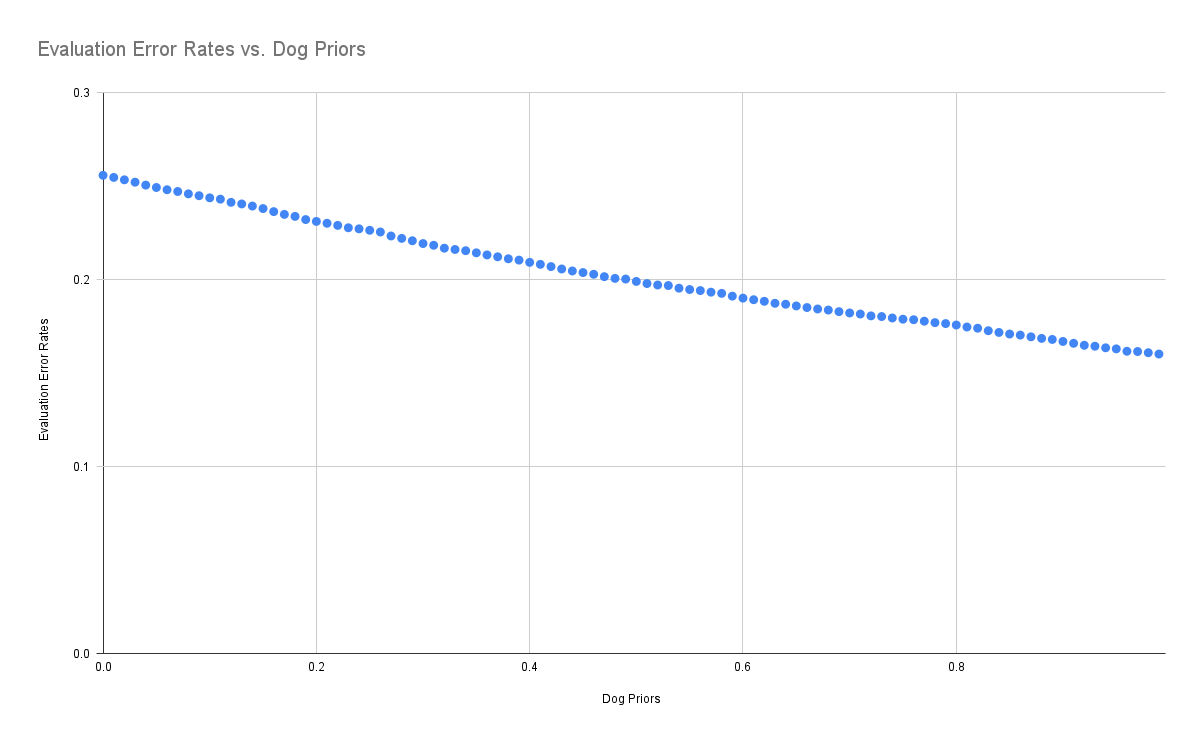 Evaluation Error Rates vs. Dog Priors
0.3
0.2
0.1
0.0
Evaluation Error Rates
0.0 0.2 0.4 0.6 0.8
Dog Priors